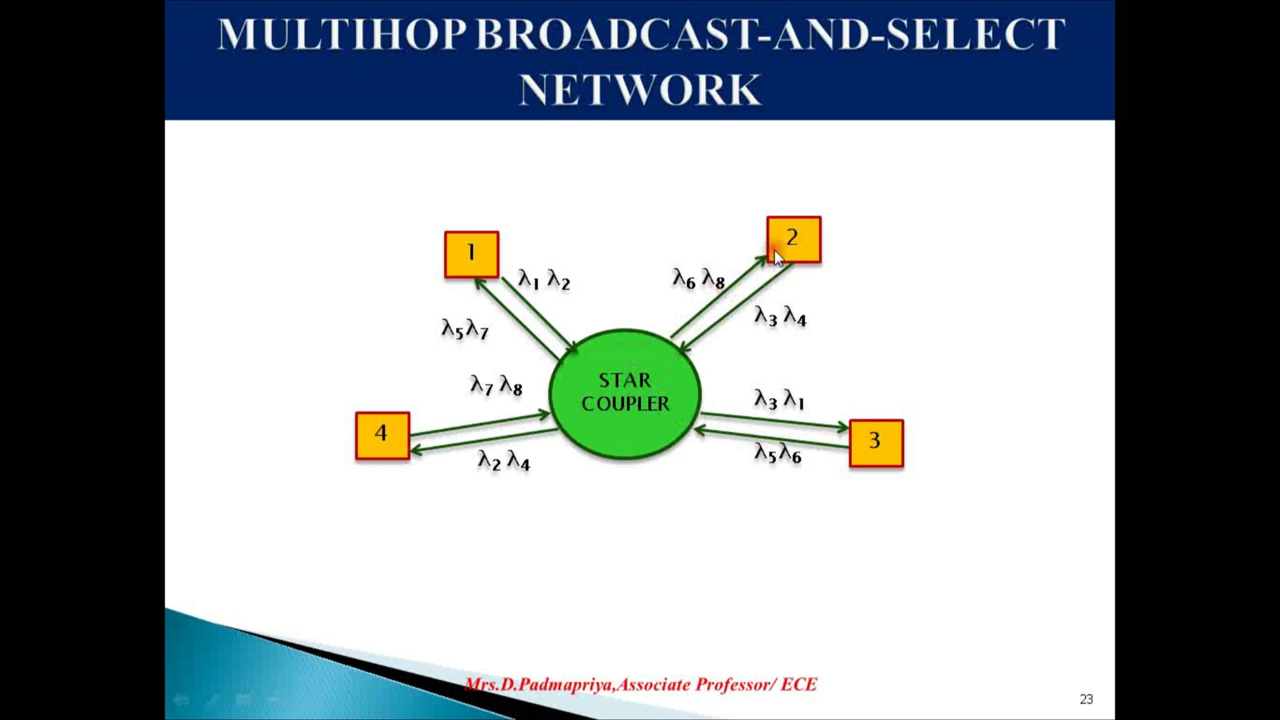 MULTIHOP BROADCAST-AND-SELECT
NETWORK
1
2
λ1 λ2
λ6 λ8
λ3 λ4
λ5λ7
STAR
COUPLER
λ7 λ8
λ3 λ1
4
3
λ2 λ4
λ5λ6
Mrs.D.Padmapriya,Associate Professor/ ECE
23